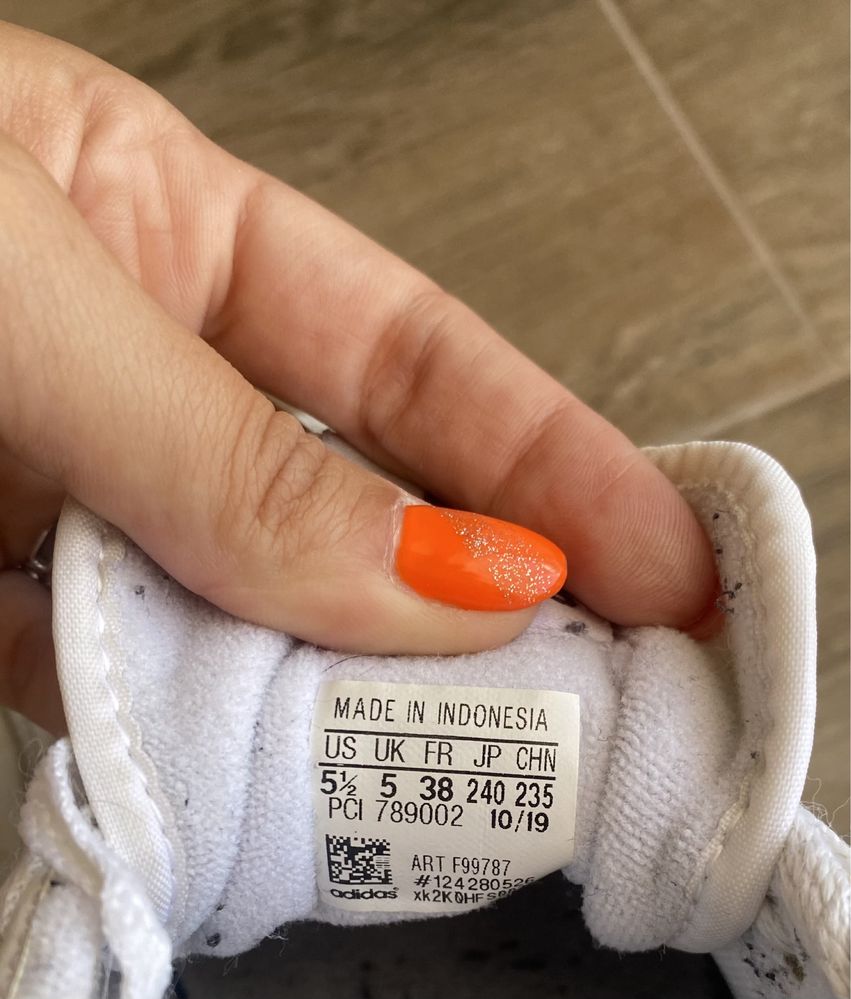 MADE IN INDONESIA
US UK FR JP CHN
5½ 5 38 240 235
PCI 789002 10/19
ART F99787
#124280526
adidas